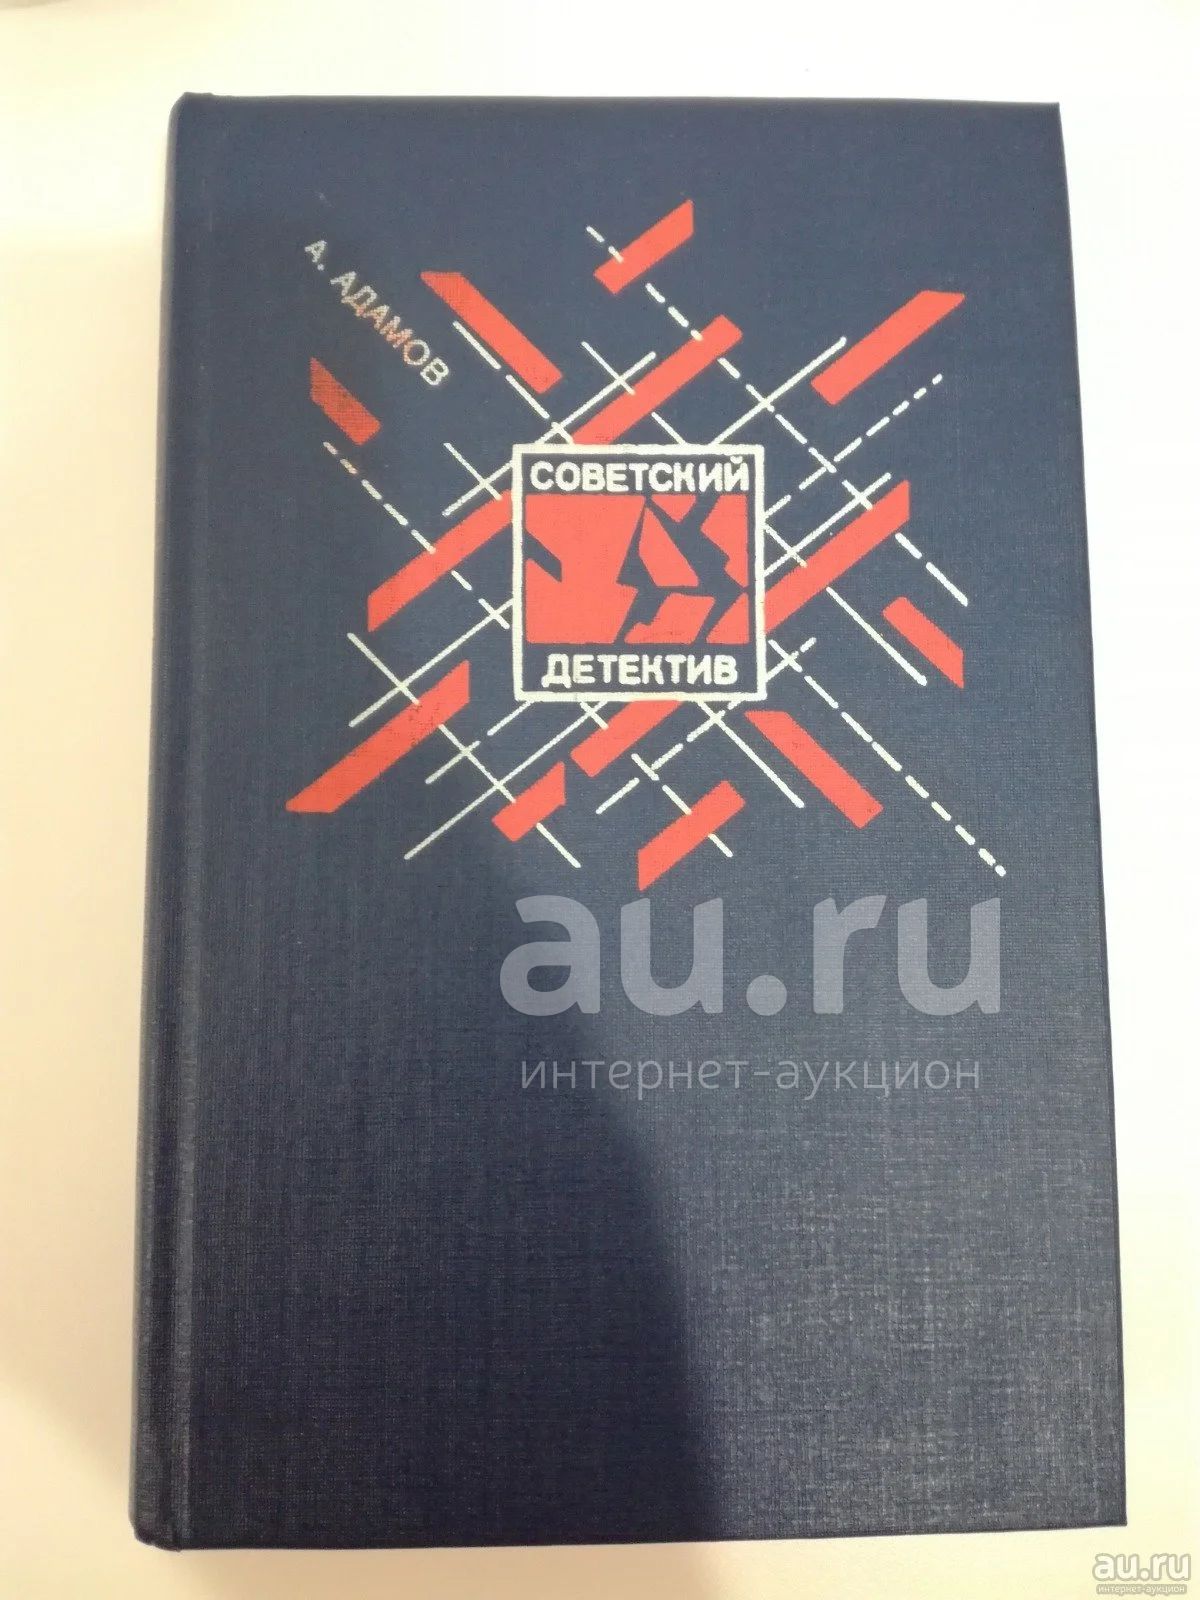 А. АДАМОВ
СОВЕТСКИЙ
ДЕТЕКТИВ
au.ru
интернет-аукцион
au.ru
интернет-аукцион